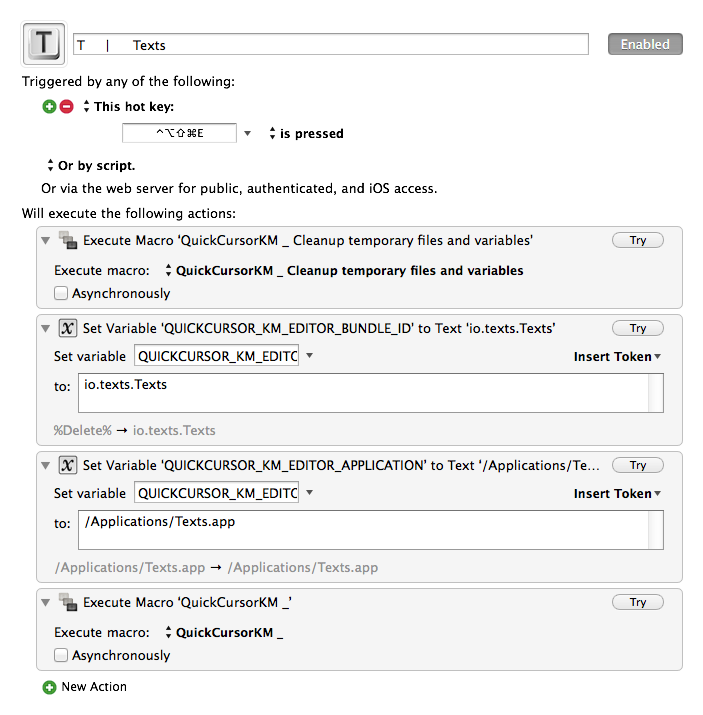 T
T | Texts
Enabled
Triggered by any of the following:
This hot key:
^⌥⇧⌘E is pressed
Or by script.
Or via the web server for public, authenticated, and iOS access.
Will execute the following actions:
Execute Macro ‘QuickCursorKM _ Cleanup temporary files and variables’ Try
Execute macro: QuickCursorKM _ Cleanup temporary files and variables
Asynchronously
X Set Variable ‘QUICKCURSOR_KM_EDITOR_BUNDLE_ID’ to Text ‘io.texts.Texts’ Try
Set variable QUICKCURSOR_KM_EDITC Insert Token
to: io.texts.Texts
%Delete% → io.texts.Texts
X Set Variable ‘QUICKCURSOR_KM_EDITOR_APPLICATION’ to Text ‘/Applications/Te... Try
Set variable QUICKCURSOR_KM_EDITC Insert Token
to: /Applications/Texts.app
/Applications/Texts.app → /Applications/Texts.app
Execute Macro ‘QuickCursorKM _’ Try
Execute macro: QuickCursorKM _
Asynchronously
New Action